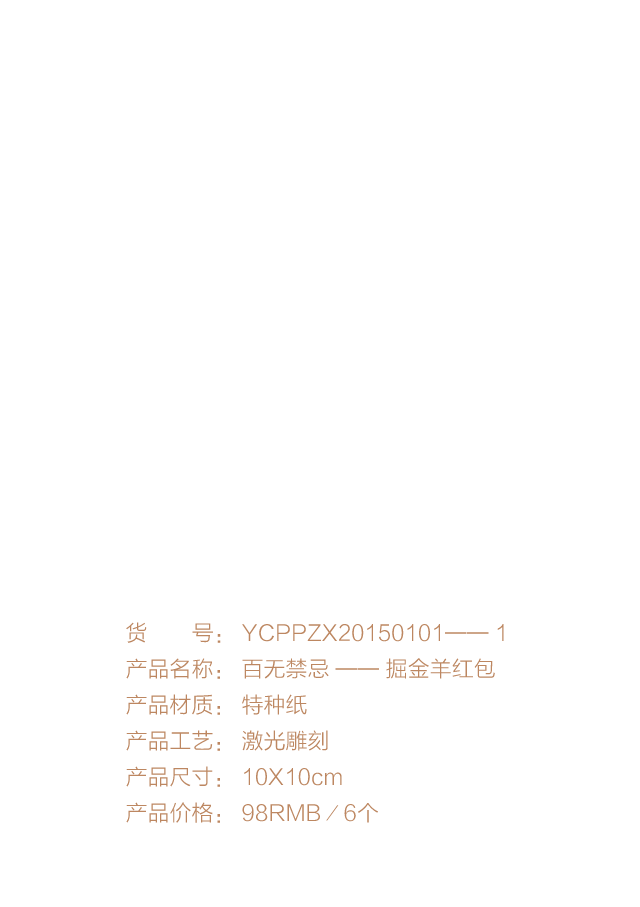 货　　号：YCPPZX20150101—— 1
产品名称：百无禁忌 —— 掘金羊红包
产品材质：特种纸
产品工艺：激光雕刻
产品尺寸：10X10cm
产品价格：98RMB／6个